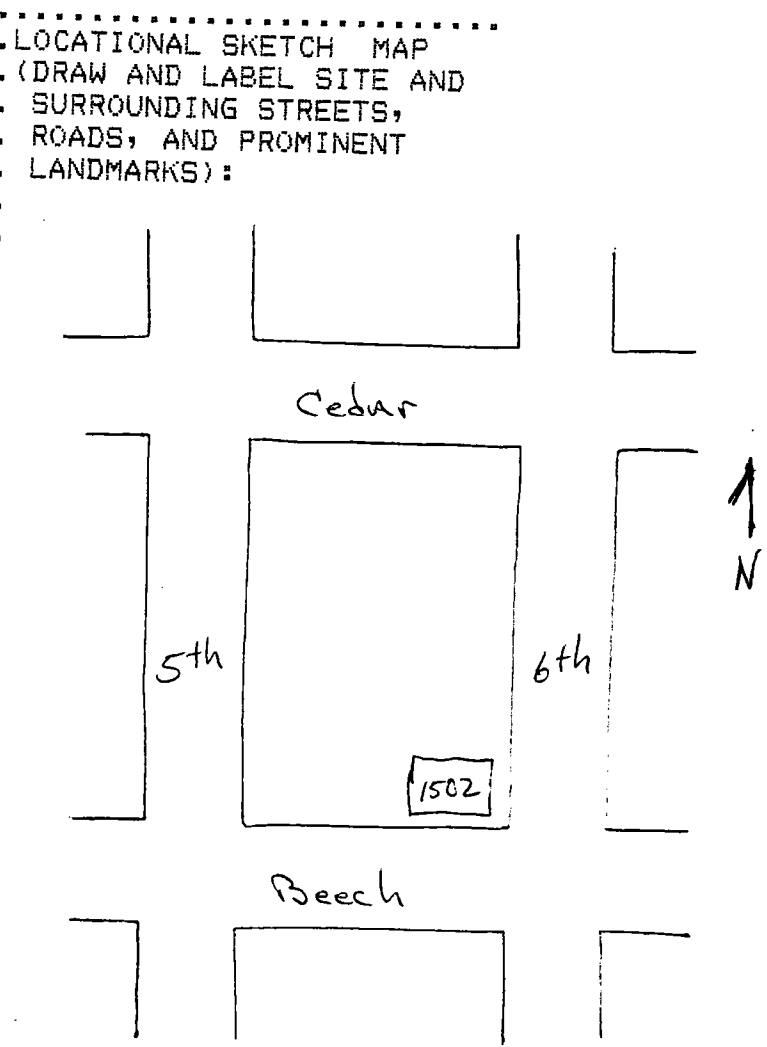 LOCATIONAL SKETCH MAP
(DRAW AND LABEL SITE AND
SURROUNDING STREETS,
ROADS, AND PROMINENT
LANDMARKS):
Cedar
N
5th
6th
1502
Beech